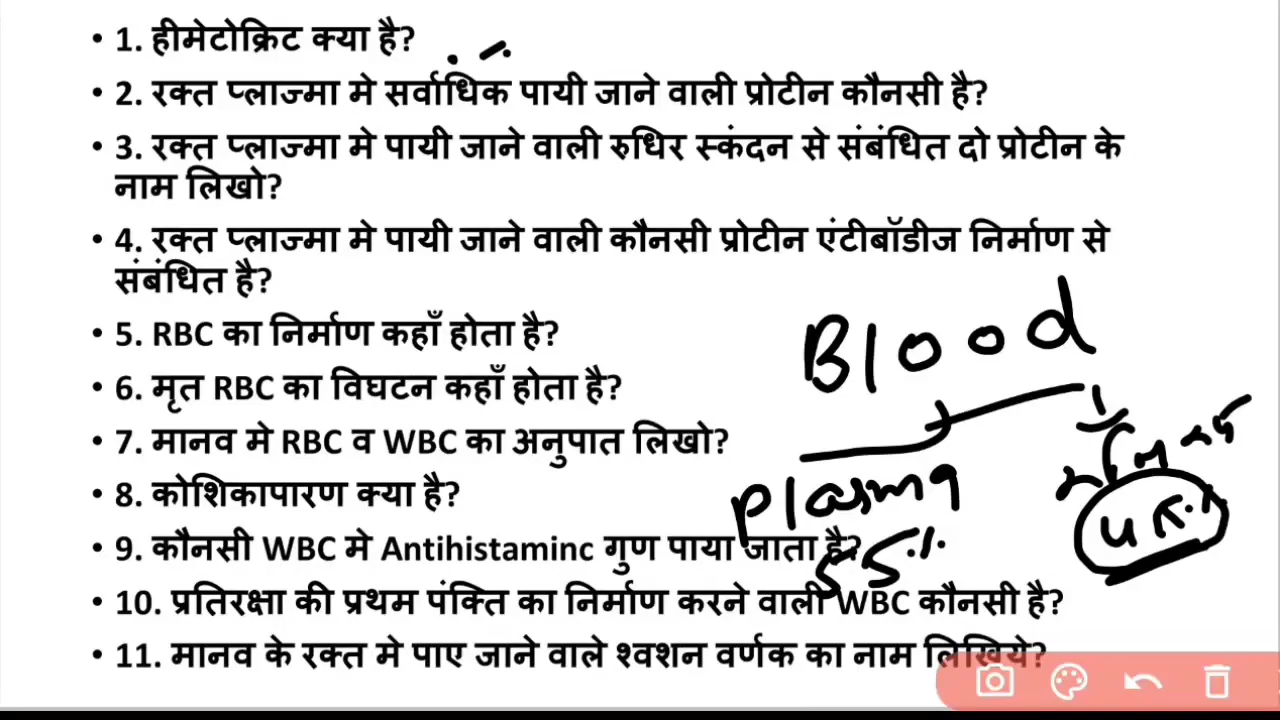 • 1. हीमेटोक्रिट क्या है?
• 2. रक्त प्लाज्मा मे सर्वाधिक पायी जाने वाली प्रोटीन कौनसी है?
• 3. रक्त प्लाज्मा मे पायी जाने वाली रुधिर स्कंदन से संबंधित दो प्रोटीन के
नाम लिखो?
• 4. रक्त प्लाज्मा मे पायी जाने वाली कौनसी प्रोटीन एंटीबॉडीज निर्माण से
संबंधित है?
• 5. RBC का निर्माण कहाँ होता है?
Blood
• 6. मृत RBC का विघटन कहाँ होता है?
• 7. मानव मे RBC व WBC का अनुपात लिखो?
• 8. कोशिकापारण क्या है?
Plasma
45%
• 9. कौनसी WBC मे Antihistaminc गुण पाया जाता है?
55%
• 10. प्रतिरक्षा की प्रथम पंक्ति का निर्माण करने वाली WBC कौनसी है?
• 11. मानव के रक्त मे पाए जाने वाले श्वशन वर्णक का नाम लिखिये?